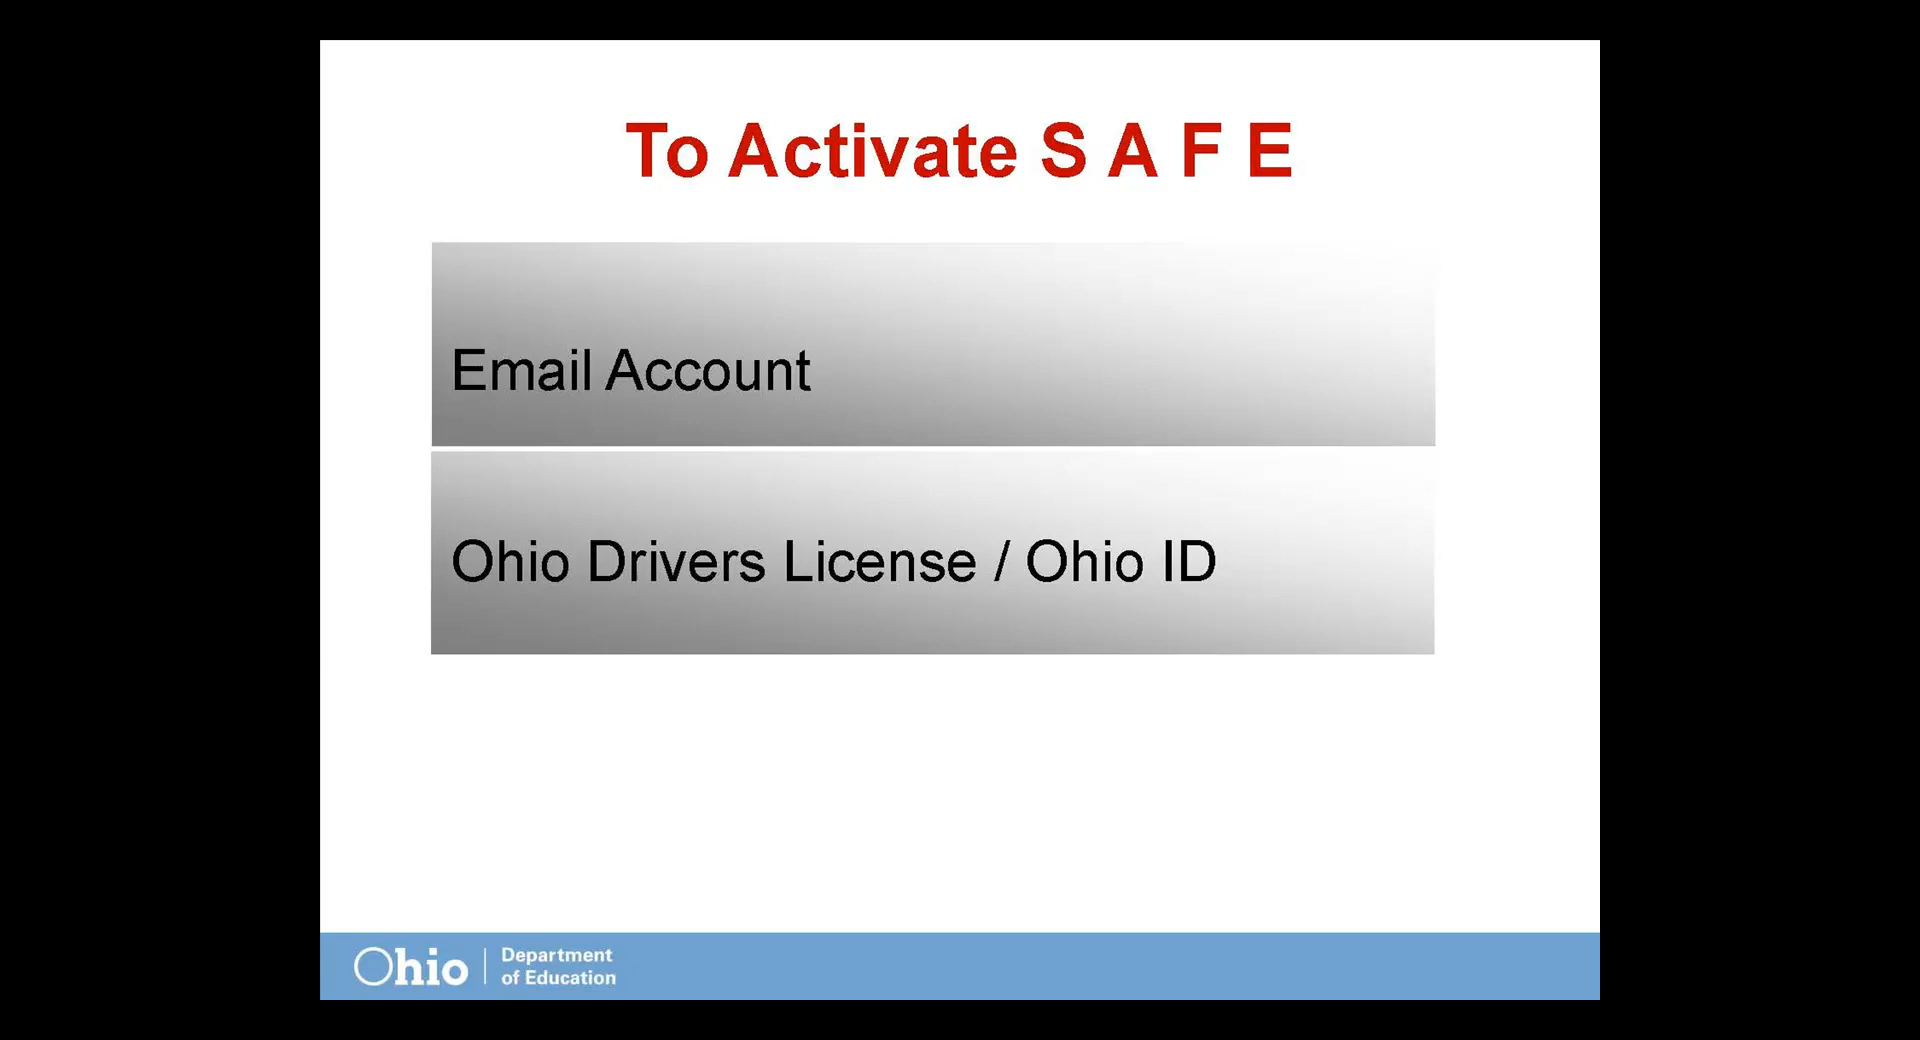 To Activate S A F E
Email Account
Ohio Drivers License / Ohio ID
Ohio
Department
of Education